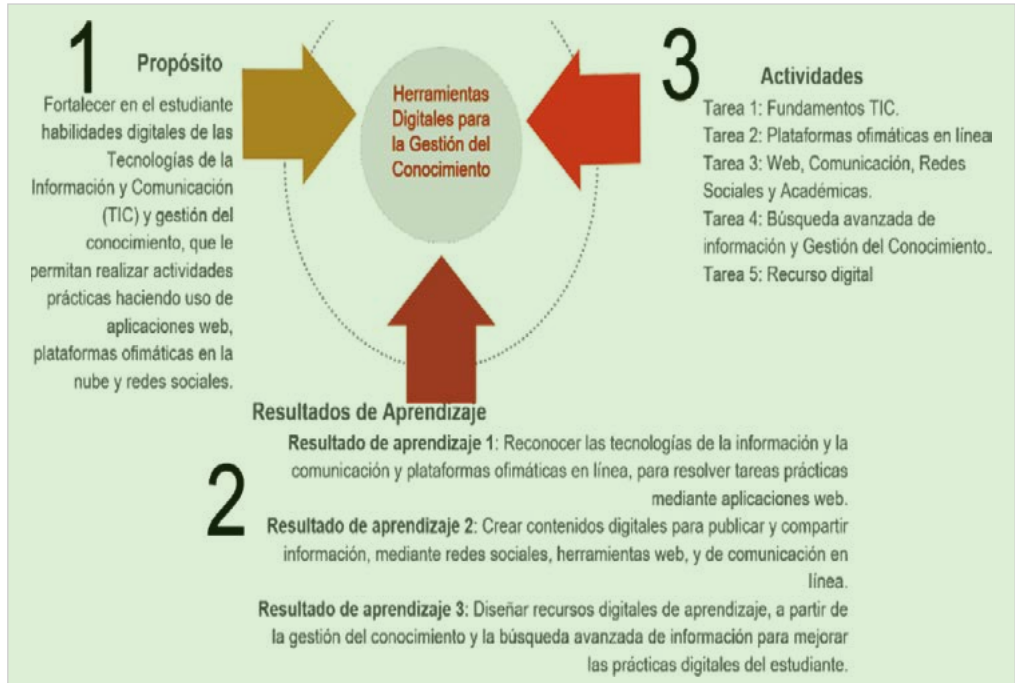 1
Propósito
Fortalecer en el estudiante
habilidades digitales de las
Tecnologías de la
Información y Comunicación
(TIC) y gestión del
conocimiento, que le
permitan realizar actividades
prácticas haciendo uso de
aplicaciones web,
plataformas ofimáticas en la
nube y redes sociales.
Herramientas
Digitales para
la Gestión del
Conocimiento
3
Actividades
Tarea 1: Fundamentos TIC.
Tarea 2: Plataformas ofimáticas en línea
Tarea 3: Web, Comunicación, Redes
Sociales y Académicas.
Tarea 4: Búsqueda avanzada de
información y Gestión del Conocimiento..
Tarea 5: Recurso digital
2
Resultados de Aprendizaje
Resultado de aprendizaje 1: Reconocer las tecnologías de la información y la
comunicación y plataformas ofimáticas en línea, para resolver tareas prácticas
mediante aplicaciones web.
Resultado de aprendizaje 2: Crear contenidos digitales para publicar y compartir
información, mediante redes sociales, herramientas web, y de comunicación en
línea.
Resultado de aprendizaje 3: Diseñar recursos digitales de aprendizaje, a partir de
la gestión del conocimiento y la búsqueda avanzada de información para mejorar
las prácticas digitales del estudiante.